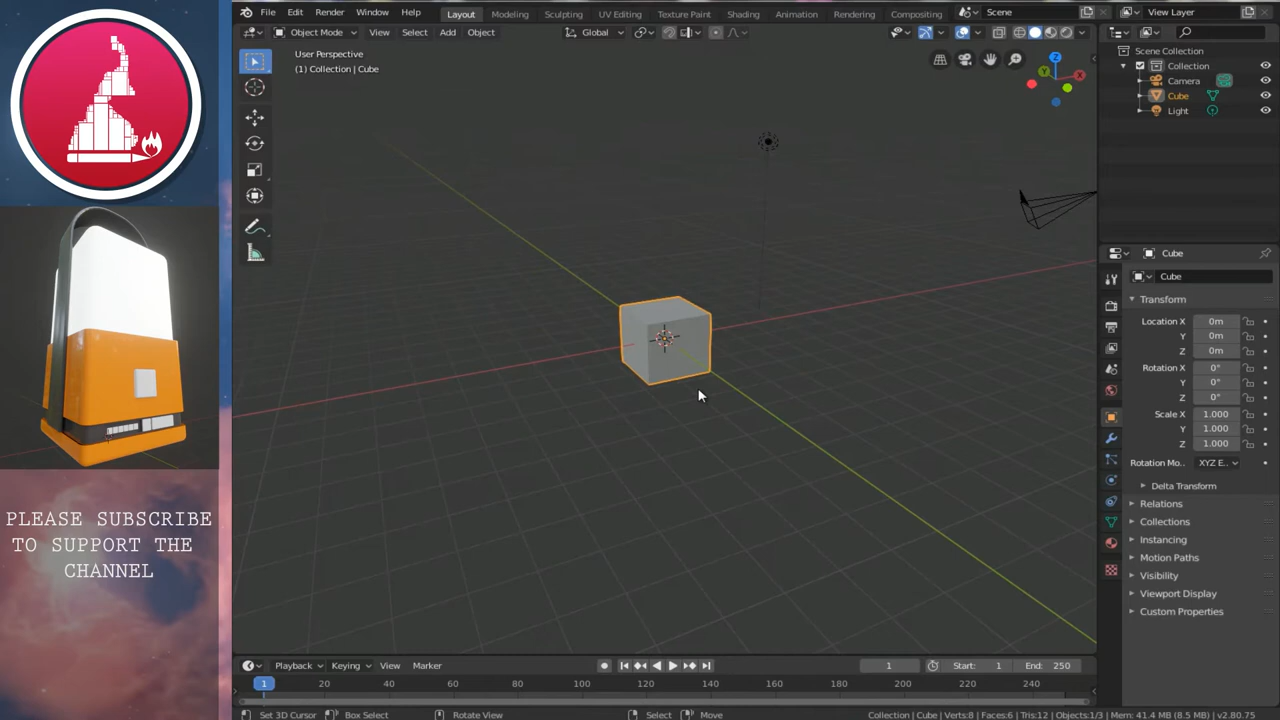 File Edit Render Window Help Layout Modeling Sculpting UV Editing Texture Paint Shading Animation Rendering Compositing Scene View Layer
Object Mode View Select Add Object Global
User Perspective
(1) Collection | Cube
Scene Collection
Collection
Camera
Cube
Light
Cube
Cube
Transform
Location X 0m
Y 0m
Z 0m
Rotation X 0°
Y 0°
Z 0°
Scale X 1.000
Y 1.000
Z 1.000
Rotation Mo.. XYZ E..
Delta Transform
Relations
Collections
Instancing
Motion Paths
Visibility
Viewport Display
Custom Properties
PLEASE SUBSCRIBE
TO SUPPORT THE
CHANNEL
Playback Keying View Marker 1 Start: 1 End: 250
1 20 40 60 80 100 120 140 160 180 200 220 240
Set 3D Cursor Box Select Rotate View Select Move Collection | Cube | Verts:8 | Faces:6 | Tris:12 | Objects:1/3 | Mem: 41.4 MB (8.5 MB) | v2.80.75
X
Y
Z